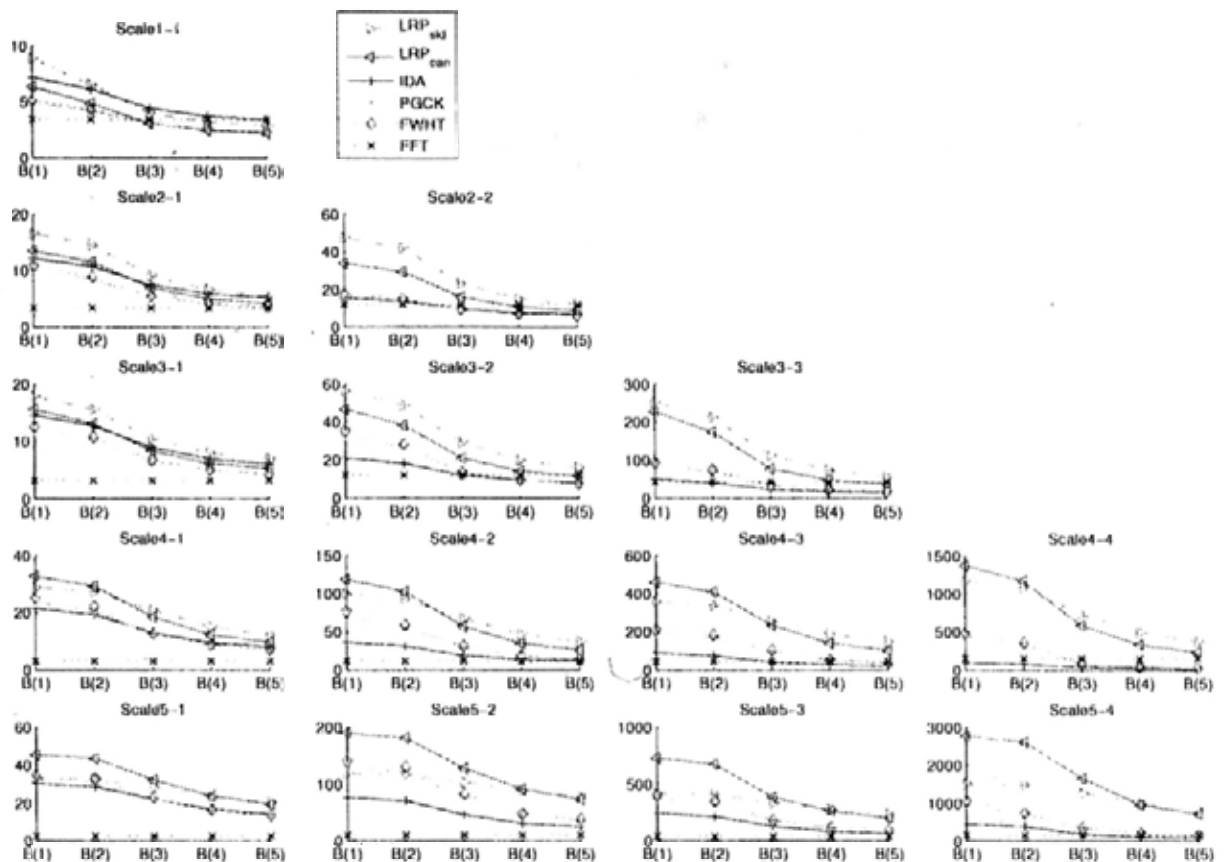 Scale1-1
10
5
0
B(1) B(2) B(3) B(4) B(5)
LRP_skd
LRP_can
IDA
PGCK
FWHT
FFT
Scale2-1
20
10
0
B(1) B(2) B(3) B(4) B(5)
Scale2-2
60
40
20
0
B(1) B(2) B(3) B(4) B(5)
Scale3-1
20
15
10
5
0
B(1) B(2) B(3) B(4) B(5)
Scale3-2
60
40
20
0
B(1) B(2) B(3) B(4) B(5)
Scale3-3
300
200
100
0
B(1) B(2) B(3) B(4) B(5)
Scale4-1
40
20
0
B(1) B(2) B(3) B(4) B(5)
Scale4-2
150
100
50
0
B(1) B(2) B(3) B(4) B(5)
Scale4-3
600
400
200
0
B(1) B(2) B(3) B(4) B(5)
Scale4-4
1500
1000
500
0
B(1) B(2) B(3) B(4) B(5)
Scale5-1
60
40
20
0
B(1) B(2) B(3) B(4) B(5)
Scale5-2
200
100
0
B(1) B(2) B(3) B(4) B(5)
Scale5-3
1000
500
0
B(1) B(2) B(3) B(4) B(5)
Scale5-4
3000
2000
1000
0
B(1) B(2) B(3) B(4) B(5)